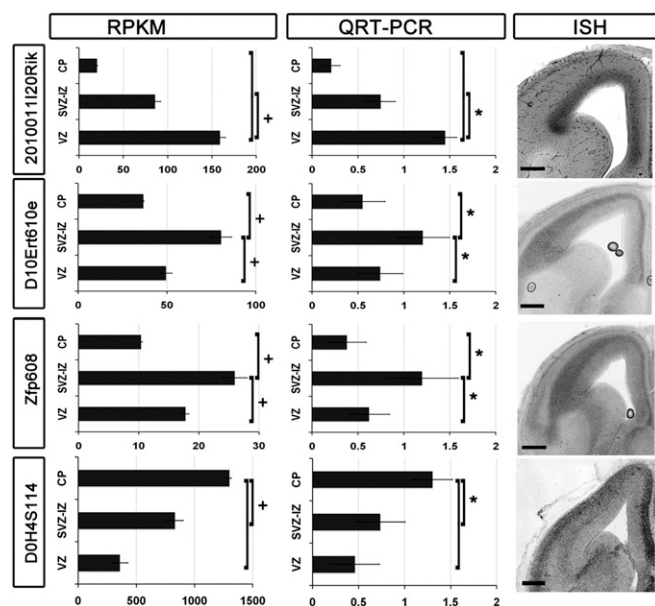 RPKM QRT-PCR ISH
2010011I20Rik
CP
SVZ-IZ
VZ
+
0 50 100 150 200
CP
SVZ-IZ
VZ
*
0 0.5 1 1.5 2
D10Ert610e
CP
SVZ-IZ
VZ
+
+
0 50 100
CP
SVZ-IZ
VZ
*
*
0 0.5 1 1.5 2
Zfp608
CP
SVZ-IZ
VZ
+
+
0 10 20 30
CP
SVZ-IZ
VZ
*
*
0 0.5 1 1.5 2
D0H4S114
CP
SVZ-IZ
VZ
+
0 500 1000 1500
CP
SVZ-IZ
VZ
*
0 0.5 1 1.5 2